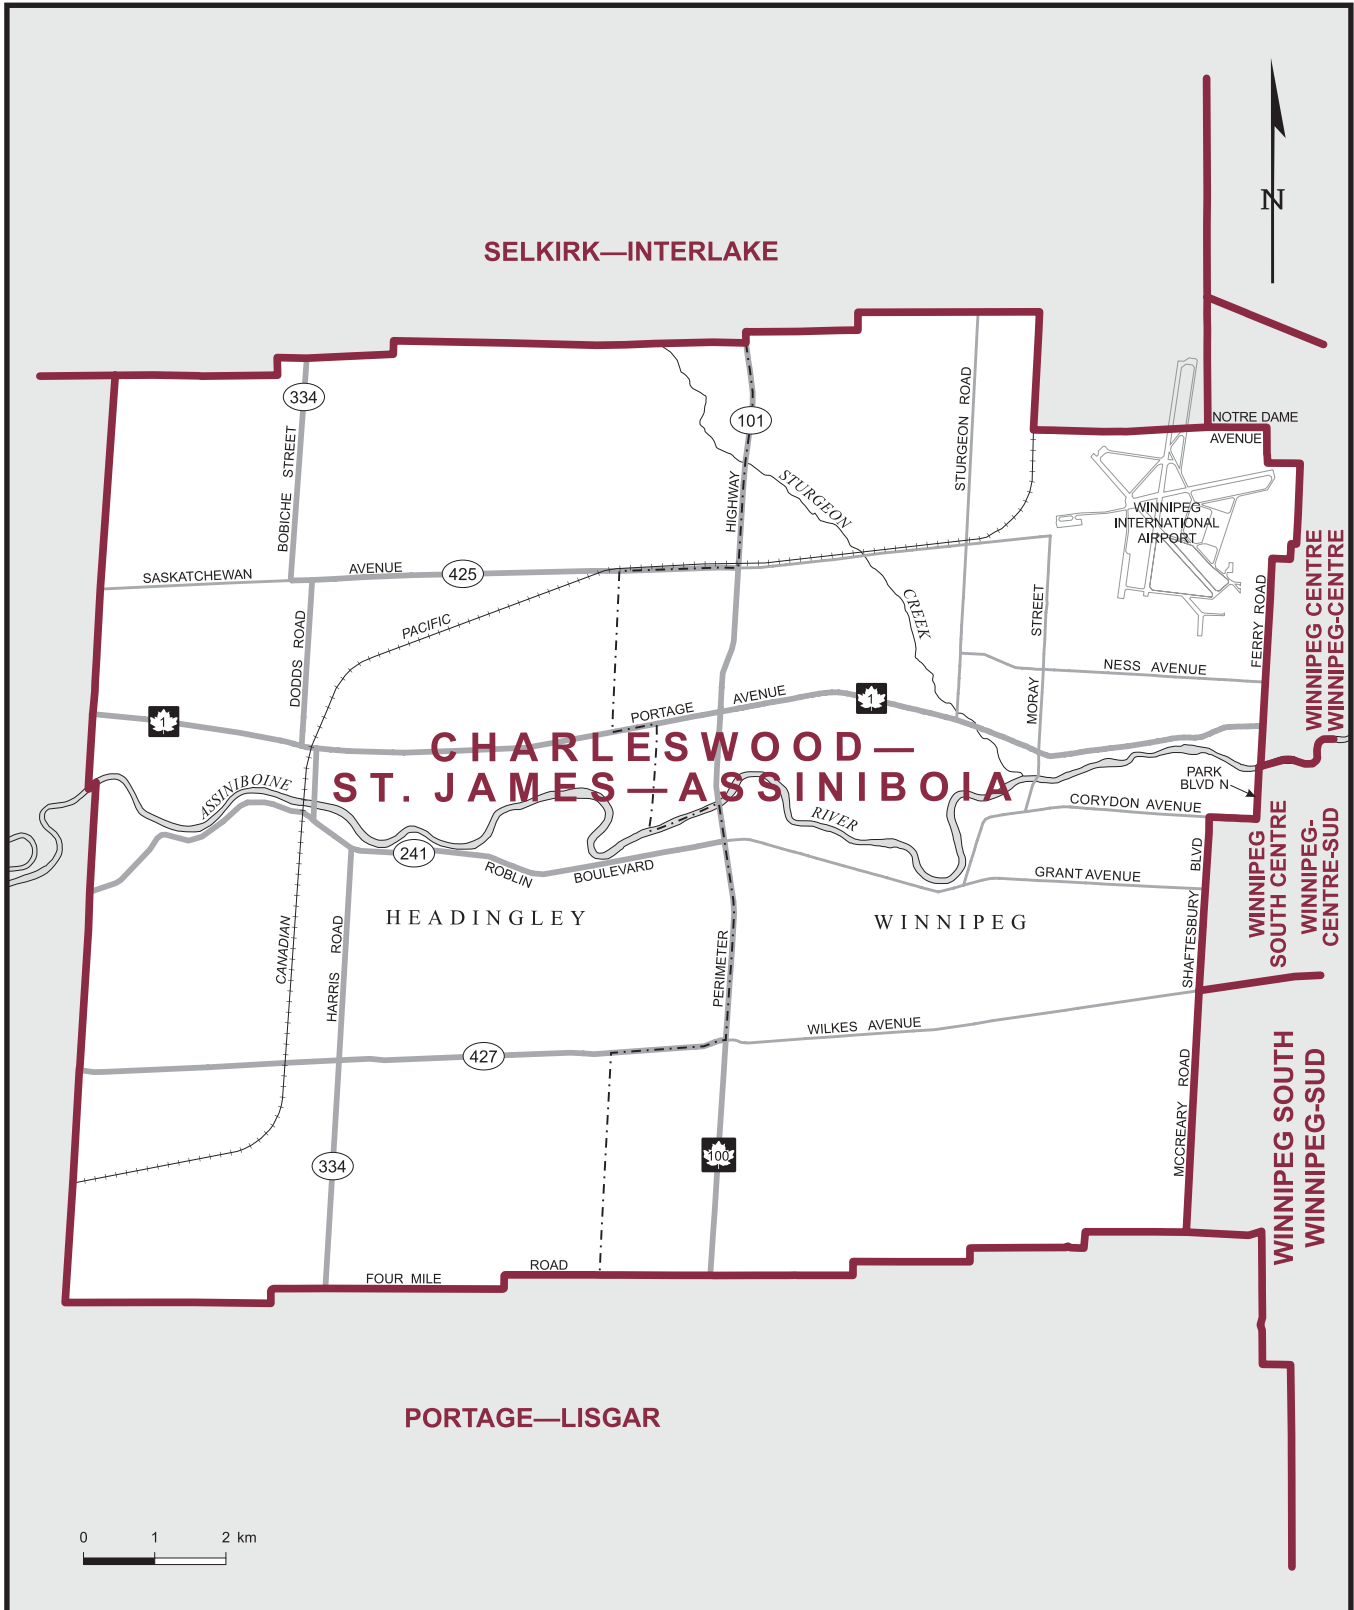 N
SELKIRK—INTERLAKE
334
101
NOTRE DAME
AVENUE
BOBICHE STREET
HIGHWAY
STURGEON ROAD
STURGEON
CREEK
WINNIPEG
INTERNATIONAL
AIRPORT
SASKATCHEWAN
AVENUE
425
PACIFIC
DODDS ROAD
STREET
MORAY
FERRY ROAD
NESS AVENUE
WINNIPEG CENTRE
WINNIPEG-CENTRE
1
PORTAGE
AVENUE
1
CHARLESWOOD—
ST. JAMES—ASSINIBOIA
ASSINIBOINE
RIVER
PARK
BLVD N
CORYDON AVENUE
241
ROBLIN
BOULEVARD
GRANT AVENUE
SHAFTESBURY BLVD
WINNIPEG
SOUTH CENTRE
WINNIPEG-
CENTRE-SUD
HEADINGLEY
WINNIPEG
CANADIAN
HARRIS ROAD
PERIMETER
WILKES AVENUE
427
MCCREARY ROAD
WINNIPEG SOUTH
WINNIPEG-SUD
334
100
FOUR MILE
ROAD
PORTAGE—LISGAR
0 1 2 km